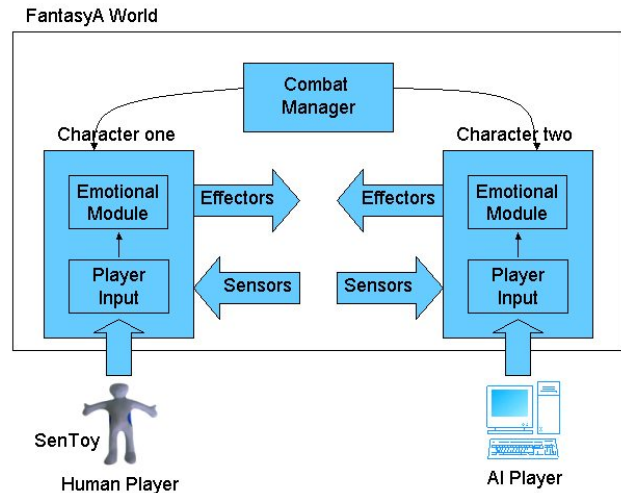 FantasyA World
Combat
Manager
Character one
Character two
Emotional
Module
Effectors
Effectors
Emotional
Module
Player
Input
Sensors
Sensors
Player
Input
SenToy
Human Player
AI Player